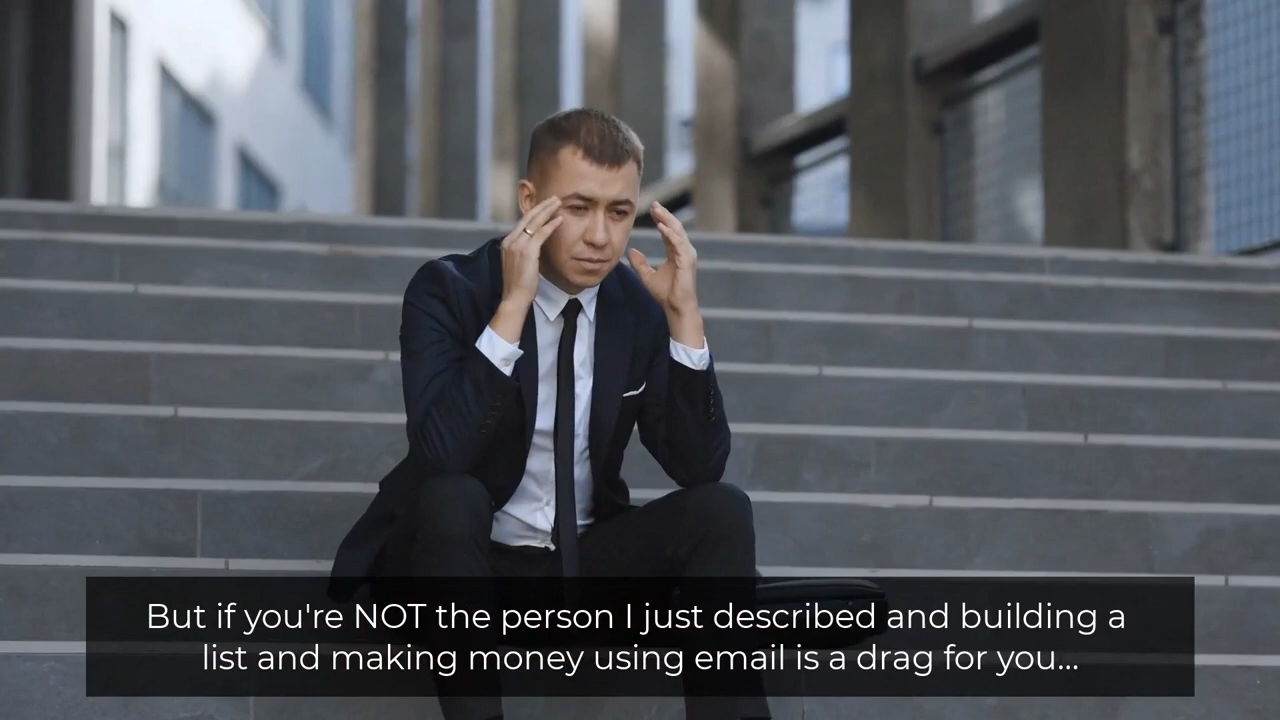 But if you're NOT the person I just described and building a
list and making money using email is a drag for you...